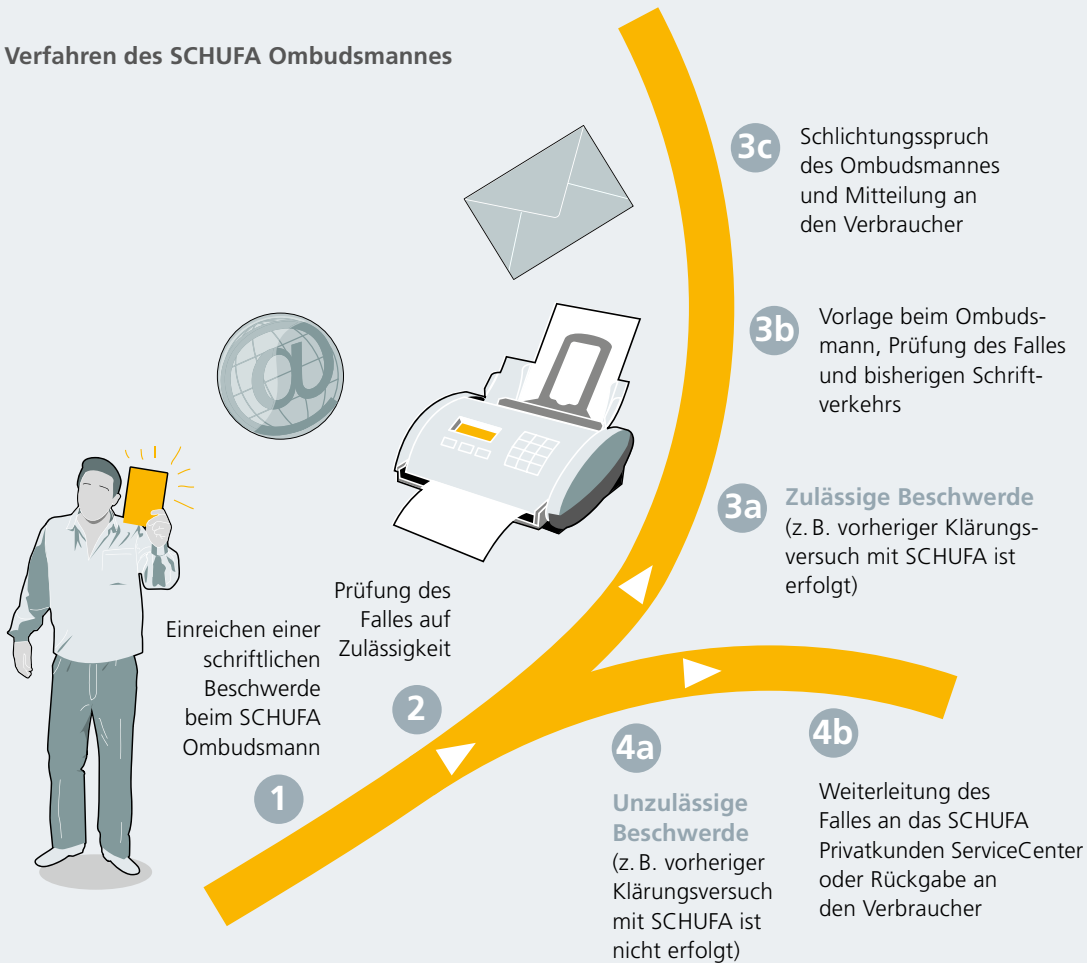 Verfahren des SCHUFA Ombudsmannes
1
Einreichen einer
schriftlichen
Beschwerde
beim SCHUFA
Ombudsmann
2
Prüfung des
Falles auf
Zulässigkeit
3a
Zulässige Beschwerde
(z. B. vorheriger Klärungs-
versuch mit SCHUFA ist
erfolgt)
3b
Vorlage beim Ombuds-
mann, Prüfung des Falles
und bisherigen Schrift-
verkehrs
3c
Schlichtungsspruch
des Ombudsmannes
und Mitteilung an
den Verbraucher
4a
Unzulässige
Beschwerde
(z. B. vorheriger
Klärungsversuch
mit SCHUFA ist
nicht erfolgt)
4b
Weiterleitung des
Falles an das SCHUFA
Privatkunden ServiceCenter
oder Rückgabe an
den Verbraucher
@